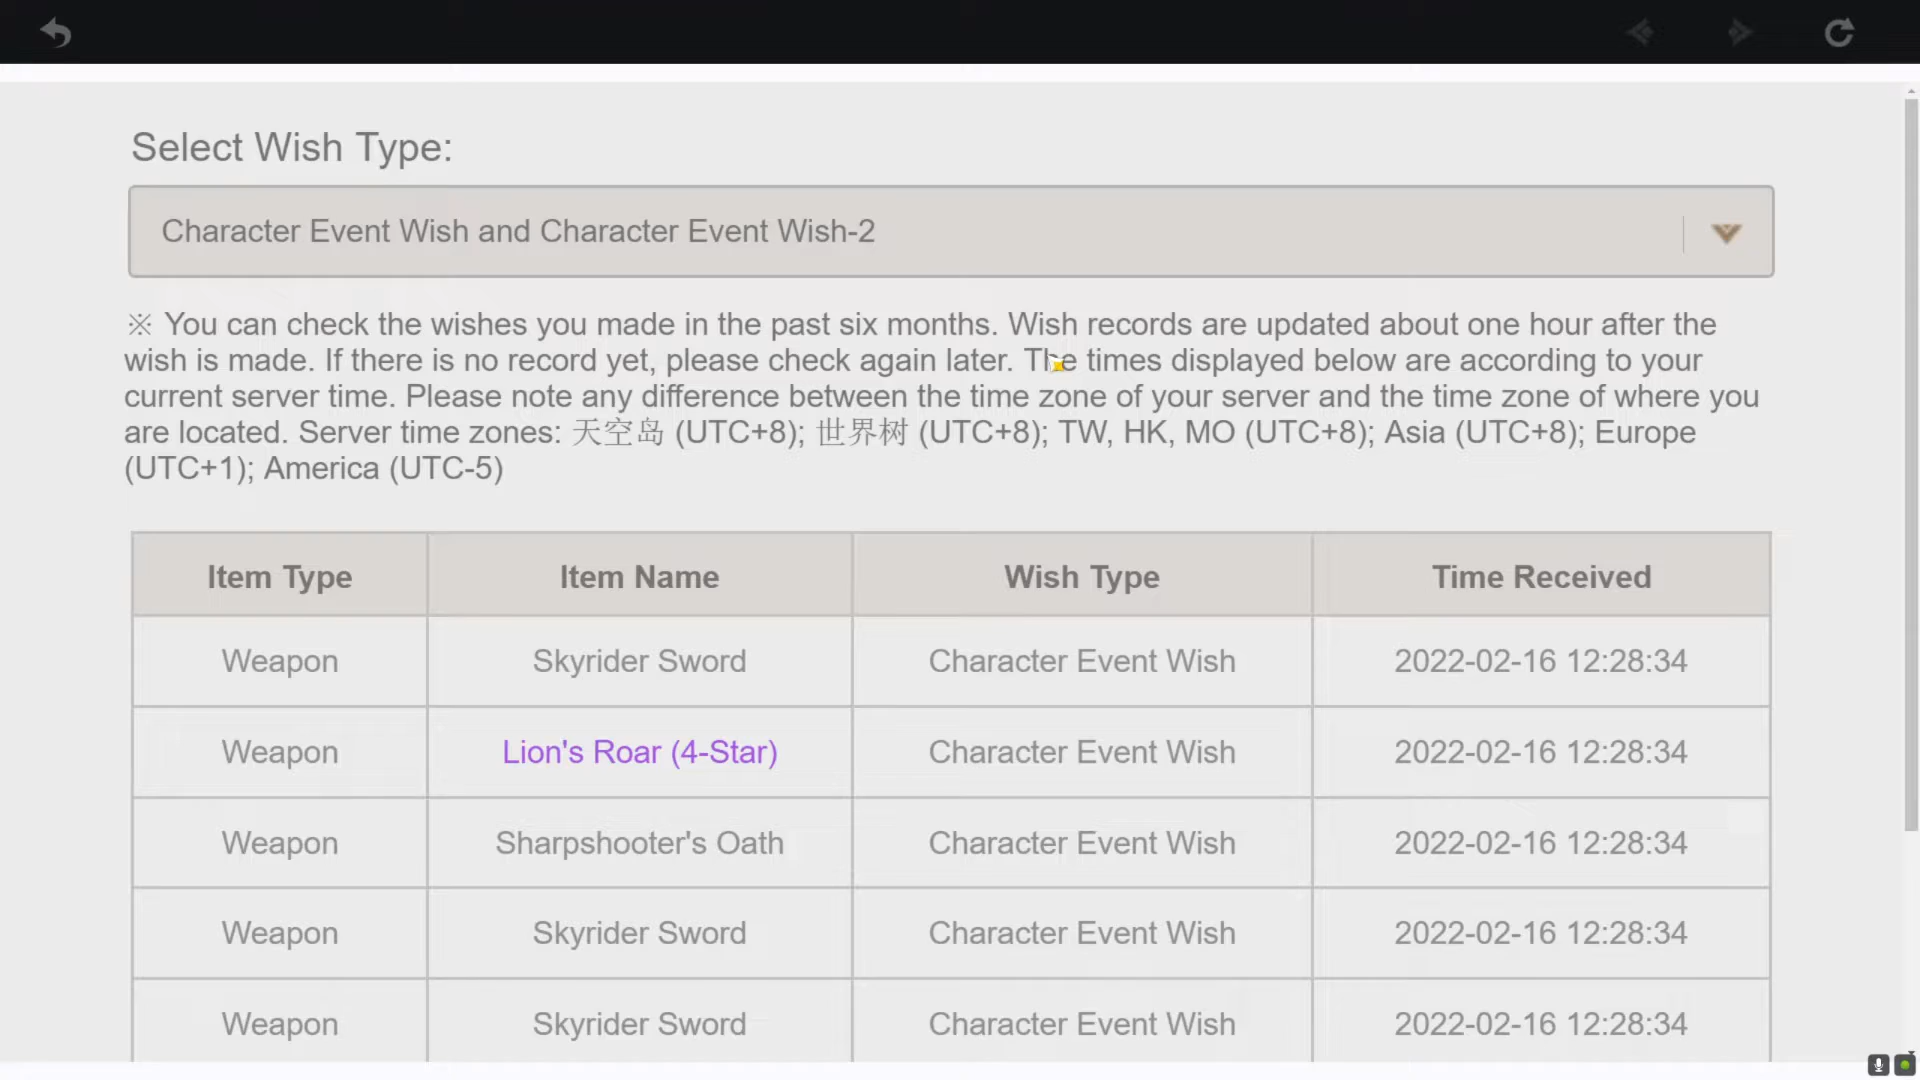 Select Wish Type:
Character Event Wish and Character Event Wish-2
※ You can check the wishes you made in the past six months. Wish records are updated about one hour after the
wish is made. If there is no record yet, please check again later. The times displayed below are according to your
current server time. Please note any difference between the time zone of your server and the time zone of where you
are located. Server time zones: 天空岛 (UTC+8); 世界树 (UTC+8); TW, HK, MO (UTC+8); Asia (UTC+8); Europe
(UTC+1); America (UTC-5)
Item Type Item Name Wish Type Time Received
Weapon Skyrider Sword Character Event Wish 2022-02-16 12:28:34
Weapon Lion's Roar (4-Star) Character Event Wish 2022-02-16 12:28:34
Weapon Sharpshooter's Oath Character Event Wish 2022-02-16 12:28:34
Weapon Skyrider Sword Character Event Wish 2022-02-16 12:28:34
Weapon Skyrider Sword Character Event Wish 2022-02-16 12:28:34